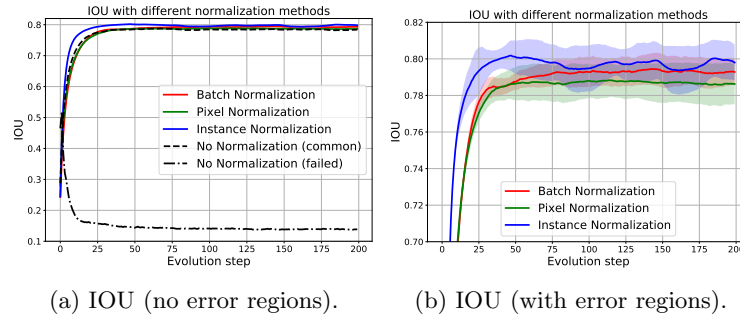 IOU with different normalization methods
0.8
0.7
0.6
0.5
0.4
0.3
0.2
0.1
IOU
Batch Normalization
Pixel Normalization
Instance Normalization
No Normalization (common)
No Normalization (failed)
0 25 50 75 100 125 150 175 200
Evolution step
(a) IOU (no error regions).
IOU with different normalization methods
0.82
0.80
0.78
0.76
0.74
0.72
0.70
IOU
Batch Normalization
Pixel Normalization
Instance Normalization
0 25 50 75 100 125 150 175 200
Evolution step
(b) IOU (with error regions).